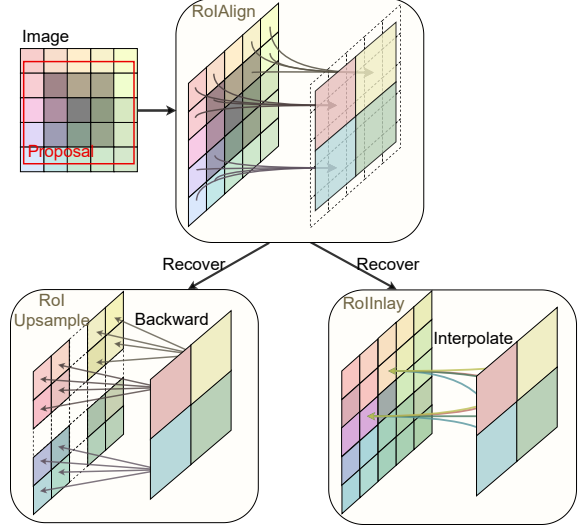 RoIAlign
Image
Proposal
Recover
Recover
RoI
Upsample
Backward
RoIInlay
Interpolate